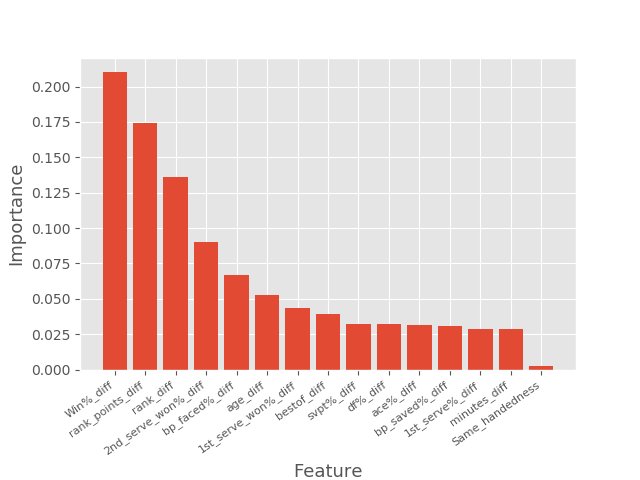 0.200
0.175
0.150
0.125
0.100
0.075
0.050
0.025
0.000
Importance
Win%_diff
rank_points_diff
rank_diff
2nd_serve_won%_diff
bp_faced%_diff
age_diff
1st_serve_won%_diff
bestof_diff
svpt%_diff
df%_diff
ace%_diff
bp_saved%_diff
1st_serve%_diff
minutes_diff
Same_handedness
Feature